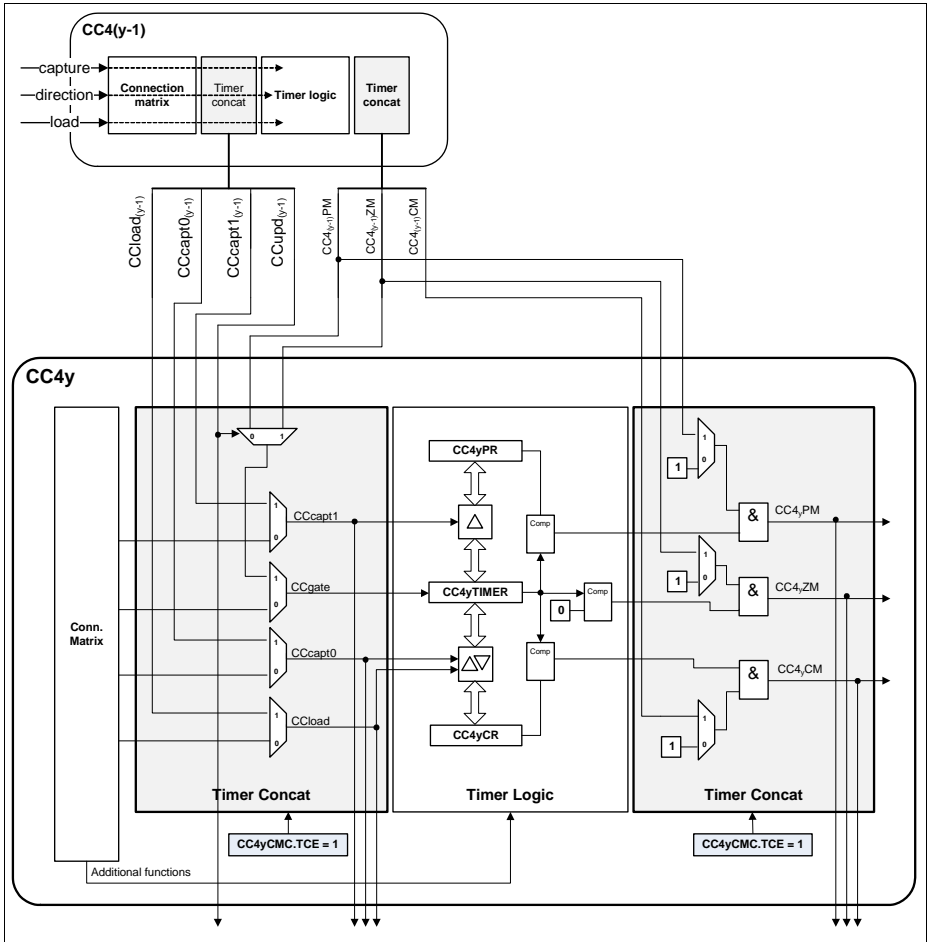 CC4(y-1)
capture
direction
load
Connection
matrix
Timer
concat
Timer logic
Timer
concat
CCload(y-1)
CCcapt0(y-1)
CCcapt1(y-1)
CCupd(y-1)
CC4(y-1)PM
CC4(y-1)ZM
CC4(y-1)CM
CC4y
Conn.
Matrix
0 1
1
0
CCcapt1
1
0
CCgate
1
0
CCcapt0
1
0
CCload
Timer Concat
CC4yCMC.TCE = 1
Additional functions
CC4yPR
Comp
CC4yTIMER
0
Comp
Comp
CC4yCR
Timer Logic
1
0
1
&
CC4yPM
1
0
1
&
CC4yZM
&
CC4yCM
1
0
1
Timer Concat
CC4yCMC.TCE = 1